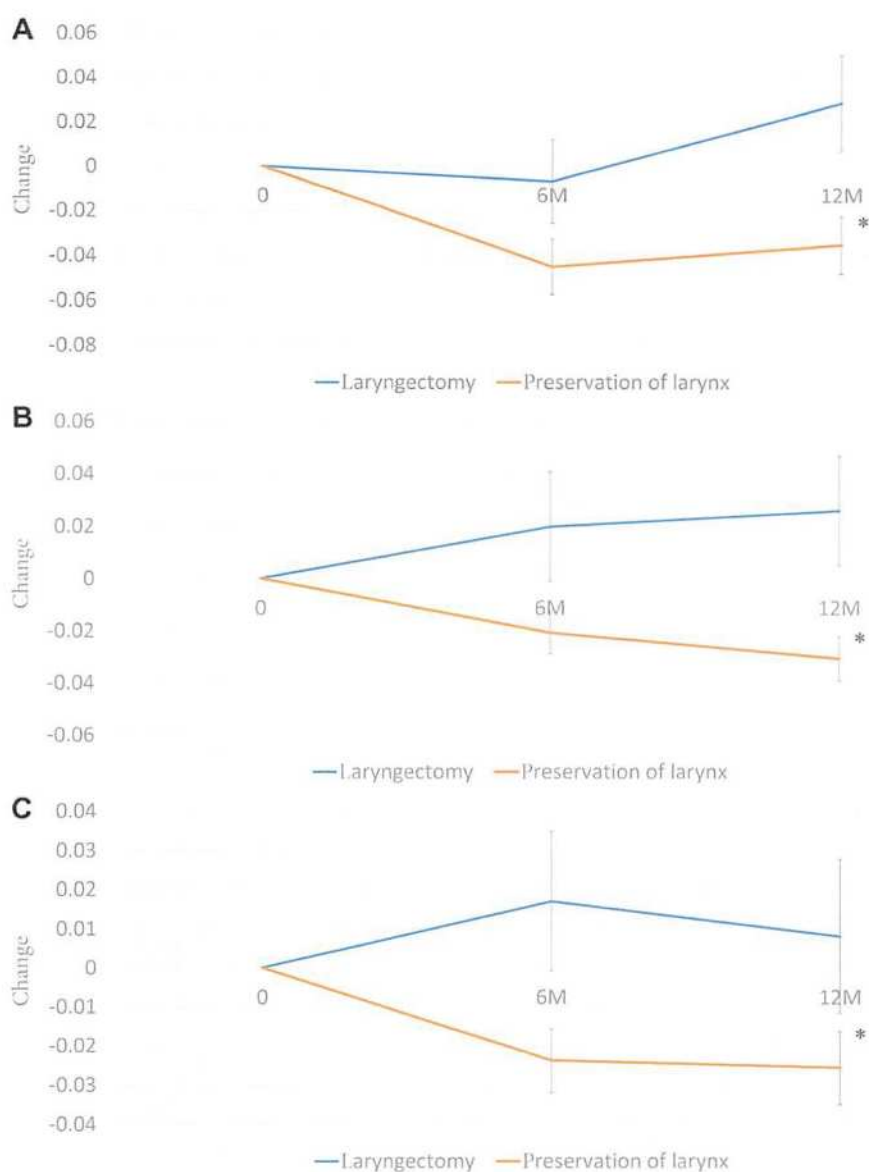 A
0.06
0.04
0.02
0
-0.02
-0.04
-0.06
-0.08
Change
0 6M 12M
*
Laryngectomy Preservation of larynx
B
0.06
0.04
0.02
0
-0.02
-0.04
-0.06
Change
0 6M 12M
*
Laryngectomy Preservation of larynx
C
0.04
0.03
0.02
0.01
0
-0.01
-0.02
-0.03
-0.04
Change
0 6M 12M
*
Laryngectomy Preservation of larynx